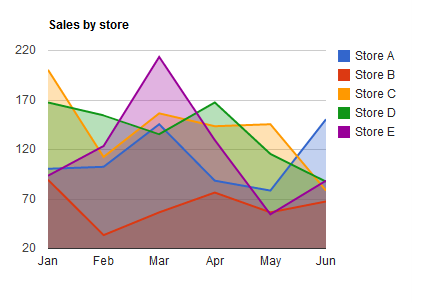 Sales by store
220
170
120
70
20
Jan Feb Mar Apr May Jun
Store A
Store B
Store C
Store D
Store E